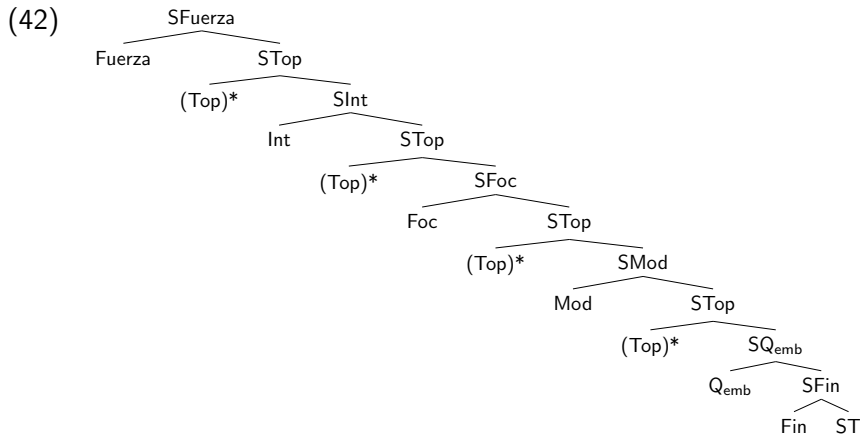 (42) SFuerza
Fuerza STop
(Top)* SInt
Int STop
(Top)* SFoc
Foc STop
(Top)* SMod
Mod STop
(Top)* SQemb
Qemb SFin
Fin ST